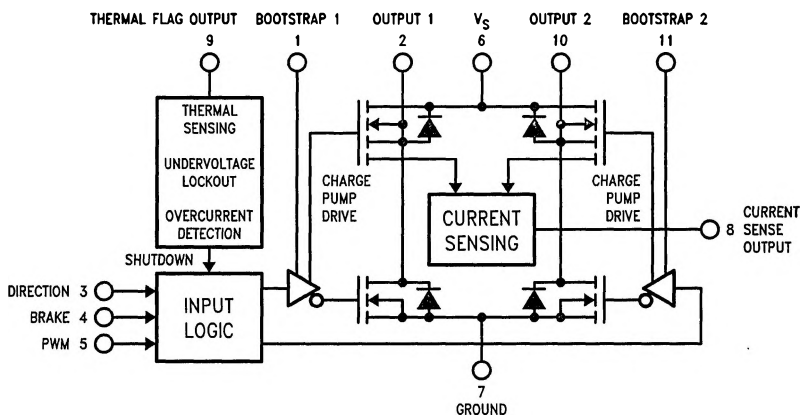 THERMAL FLAG OUTPUT BOOTSTRAP 1 OUTPUT 1 VS OUTPUT 2 BOOTSTRAP 2
9 1 2 6 10 11
THERMAL
SENSING
UNDERVOLTAGE
LOCKOUT
OVERCURRENT
DETECTION
SHUTDOWN
CHARGE
PUMP
DRIVE
CURRENT
SENSING
CHARGE
PUMP
DRIVE
8 CURRENT
SENSE
OUTPUT
DIRECTION 3
BRAKE 4
PWM 5
INPUT
LOGIC
7
GROUND